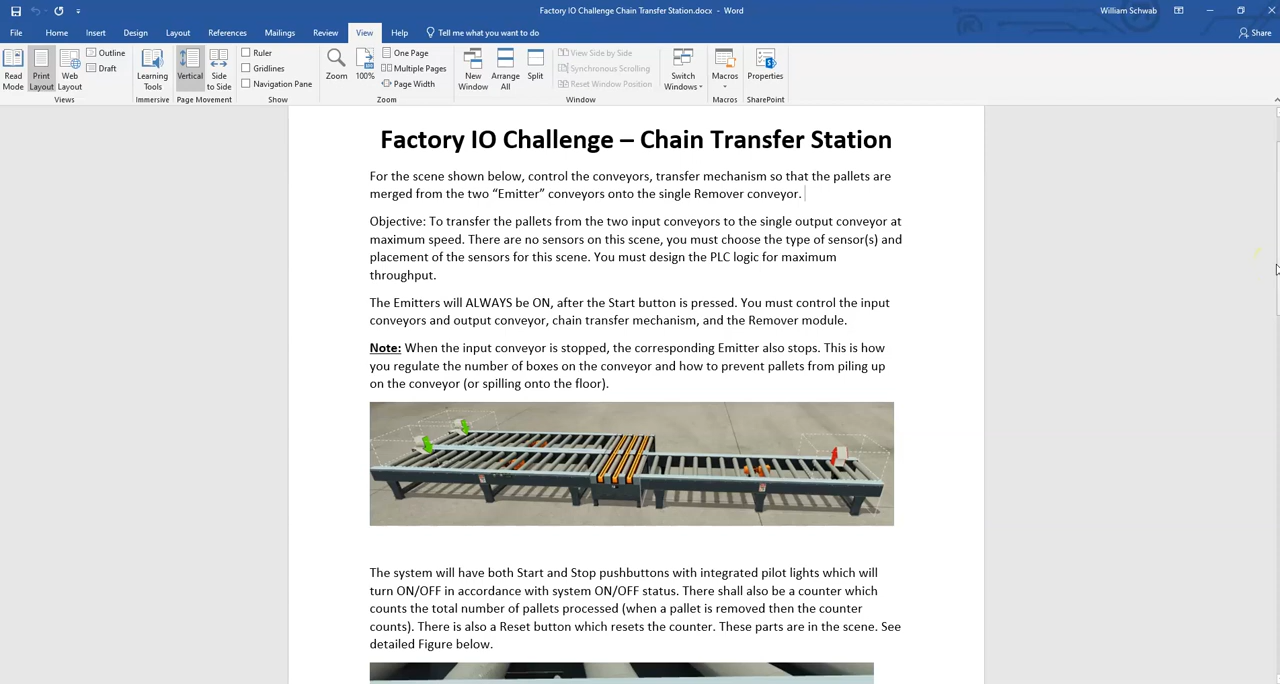 Factory IO Challenge Chain Transfer Station.docx - Word
William Schwab
File Home Insert Design Layout References Mailings Review View Help Tell me what you want to do Share
Read Mode Print Layout Web Layout Outline Draft Learning Tools Vertical Side to Side Ruler Gridlines Navigation Pane Zoom 100% One Page Multiple Pages Page Width New Window Arrange All Split View Side by Side Synchronous Scrolling Reset Window Position Switch Windows Macros Properties
Views Immersive Page Movement Show Zoom Window Macros SharePoint
Factory IO Challenge – Chain Transfer Station
For the scene shown below, control the conveyors, transfer mechanism so that the pallets are
merged from the two “Emitter” conveyors onto the single Remover conveyor.
Objective: To transfer the pallets from the two input conveyors to the single output conveyor at
maximum speed. There are no sensors on this scene, you must choose the type of sensor(s) and
placement of the sensors for this scene. You must design the PLC logic for maximum
throughput.
The Emitters will ALWAYS be ON, after the Start button is pressed. You must control the input
conveyors and output conveyor, chain transfer mechanism, and the Remover module.
Note: When the input conveyor is stopped, the corresponding Emitter also stops. This is how
you regulate the number of boxes on the conveyor and how to prevent pallets from piling up
on the conveyor (or spilling onto the floor).
The system will have both Start and Stop pushbuttons with integrated pilot lights which will
turn ON/OFF in accordance with system ON/OFF status. There shall also be a counter which
counts the total number of pallets processed (when a pallet is removed then the counter
counts). There is also a Reset button which resets the counter. These parts are in the scene. See
detailed Figure below.